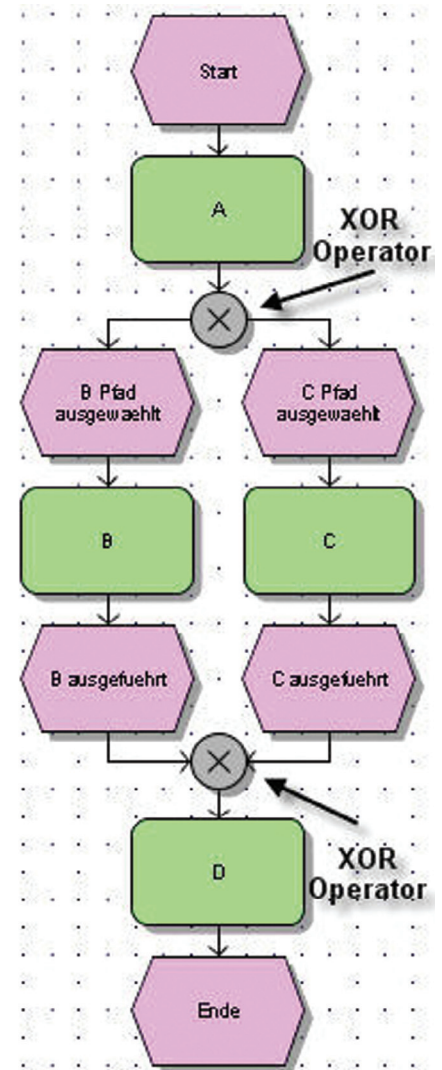 Start
A
XOR
Operator
B Pfad
ausgewaehlt
C Pfad
ausgewaehlt
B
C
B ausgefuehrt
C ausgefuehrt
XOR
Operator
D
Ende